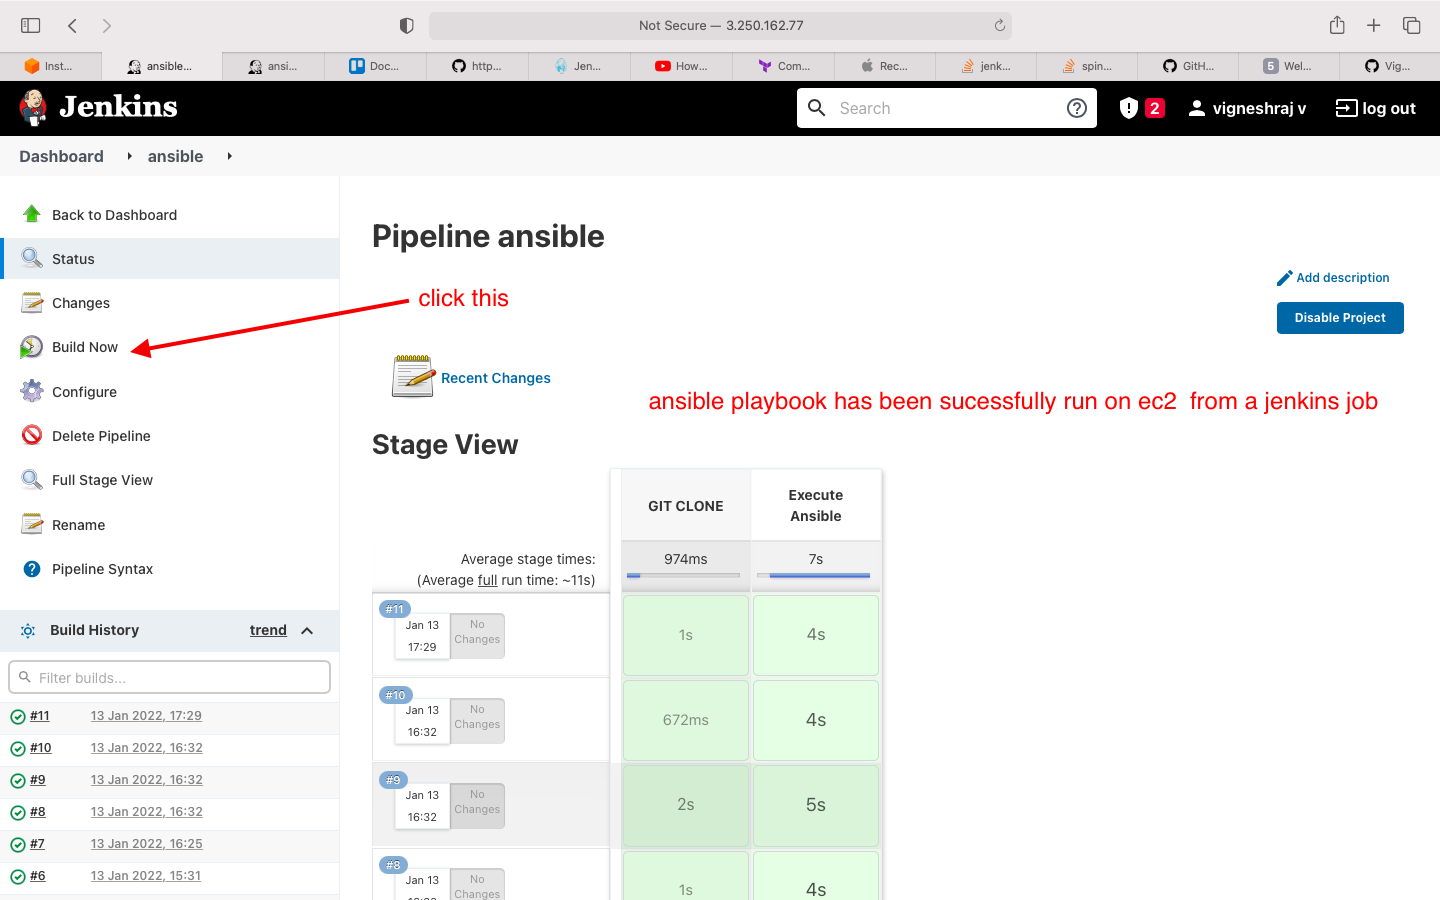 Not Secure — 3.250.162.77
Inst...
ansible...
ansi...
Doc...
http...
Jen...
How...
Com...
Rec...
jenk...
spin...
GitH...
5 Wel...
Vig...
Jenkins
Search
2
vigneshraj v
log out
Dashboard
ansible
Back to Dashboard
Status
Changes
Build Now
Configure
Delete Pipeline
Full Stage View
Rename
Pipeline Syntax
Build History
trend
Filter builds...
#11 13 Jan 2022, 17:29
#10 13 Jan 2022, 16:32
#9 13 Jan 2022, 16:32
#8 13 Jan 2022, 16:32
#7 13 Jan 2022, 16:25
#6 13 Jan 2022, 15:31
Pipeline ansible
click this
Add description
Disable Project
Recent Changes
ansible playbook has been sucessfully run on ec2 from a jenkins job
Stage View
GIT CLONE
Execute
Ansible
Average stage times:
(Average full run time: ~11s)
974ms
7s
#11
Jan 13
17:29
No
Changes
1s
4s
#10
Jan 13
16:32
No
Changes
672ms
4s
#9
Jan 13
16:32
No
Changes
2s
5s
#8
Jan 13
No
Changes
1s
4s